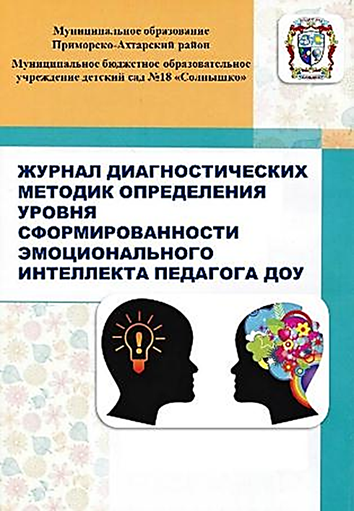 Муниципальное образование
Приморско-Ахтарский район
Муниципальное бюджетное образовательное
учреждение детский сад №18 «Солнышко»
ЖУРНАЛ ДИАГНОСТИЧЕСКИХ
МЕТОДИК ОПРЕДЕЛЕНИЯ
УРОВНЯ
СФОРМИРОВАННОСТИ
ЭМОЦИОНАЛЬНОГО
ИНТЕЛЛЕКТА ПЕДАГОГА ДОУ